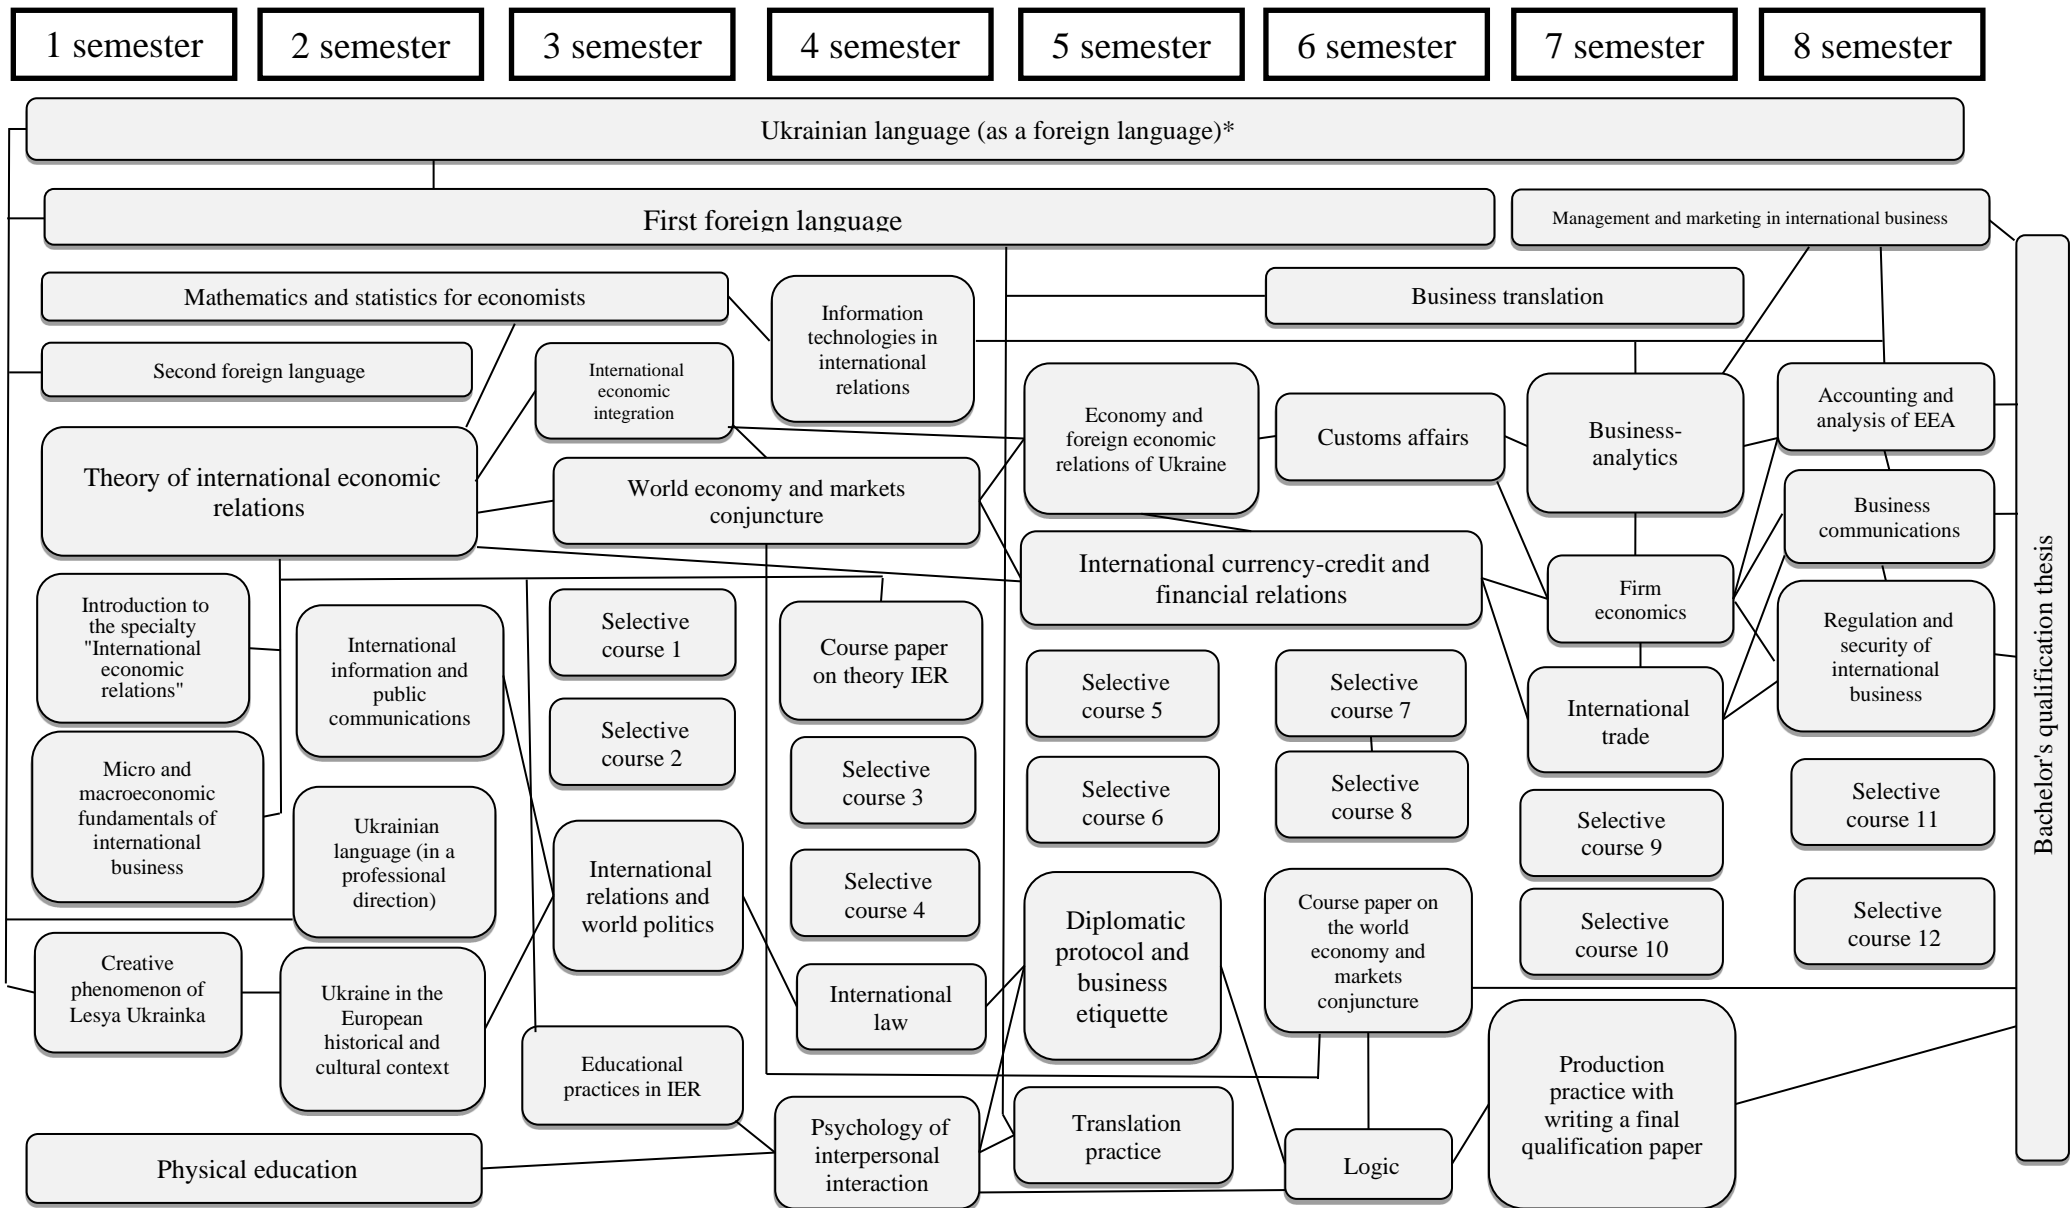 1 semester
2 semester
3 semester
4 semester
5 semester
6 semester
7 semester
8 semester
Ukrainian language (as a foreign language)*
First foreign language
Management and marketing in international business
Mathematics and statistics for economists
Information
technologies in
international
relations
Business translation
Second foreign language
International
economic
integration
Economy and
foreign economic
relations of Ukraine
Customs affairs
Business-
analytics
Accounting and
analysis of EEA
Theory of international economic
relations
World economy and markets
conjuncture
Business
communications
International currency-credit and
financial relations
Firm
economics
Introduction to
the specialty
"International
economic
relations"
International
information and
public
communications
Selective
course 1
Course paper
on theory IER
Selective
course 5
Selective
course 7
International
trade
Regulation and
security of
international
business
Selective
course 2
Micro and
macroeconomic
fundamentals of
international
business
Selective
course 3
Selective
course 6
Selective
course 8
Selective
course 9
Selective
course 11
Ukrainian
language (in a
professional
direction)
International
relations and
world politics
Selective
course 4
Diplomatic
protocol and
business
etiquette
Course paper on
the world
economy and
markets
conjuncture
Selective
course 10
Selective
course 12
Creative
phenomenon of
Lesya Ukrainka
Ukraine in the
European
historical and
cultural context
International
law
Educational
practices in IER
Production
practice with
writing a final
qualification paper
Physical education
Psychology of
interpersonal
interaction
Translation
practice
Logic
Bachelor's qualification thesis